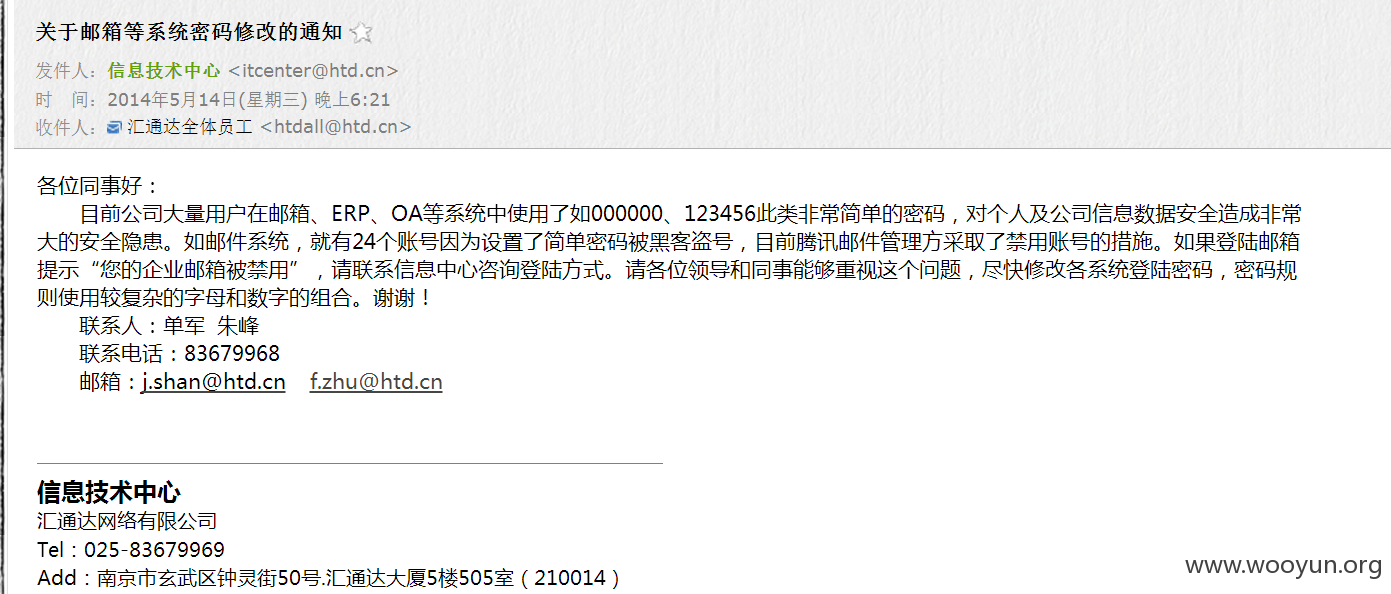 关于邮箱等系统密码修改的通知
发件人：信息技术中心 <itcenter@htd.cn>
时 间：2014年5月14日(星期三) 晚上6:21
收件人：汇通达全体员工 <htdall@htd.cn>
各位同事好：
目前公司大量用户在邮箱、ERP、OA等系统中使用了如000000、123456此类非常简单的密码，对个人及公司信息数据安全造成非常
大的安全隐患。如邮件系统，就有24个账号因为设置了简单密码被黑客盗号，目前腾讯邮件管理方采取了禁用账号的措施。如果登陆邮箱
提示“您的企业邮箱被禁用”，请联系信息中心咨询登陆方式。请各位领导和同事能够重视这个问题，尽快修改各系统登陆密码，密码规
则使用较复杂的字母和数字的组合。谢谢！
联系人：单军 朱峰
联系电话：83679968
邮箱：j.shan@htd.cn f.zhu@htd.cn
信息技术中心
汇通达网络有限公司
Tel：025-83679969
Add：南京市玄武区钟灵街50号.汇通达大厦5楼505室（210014）
www.wooyun.org